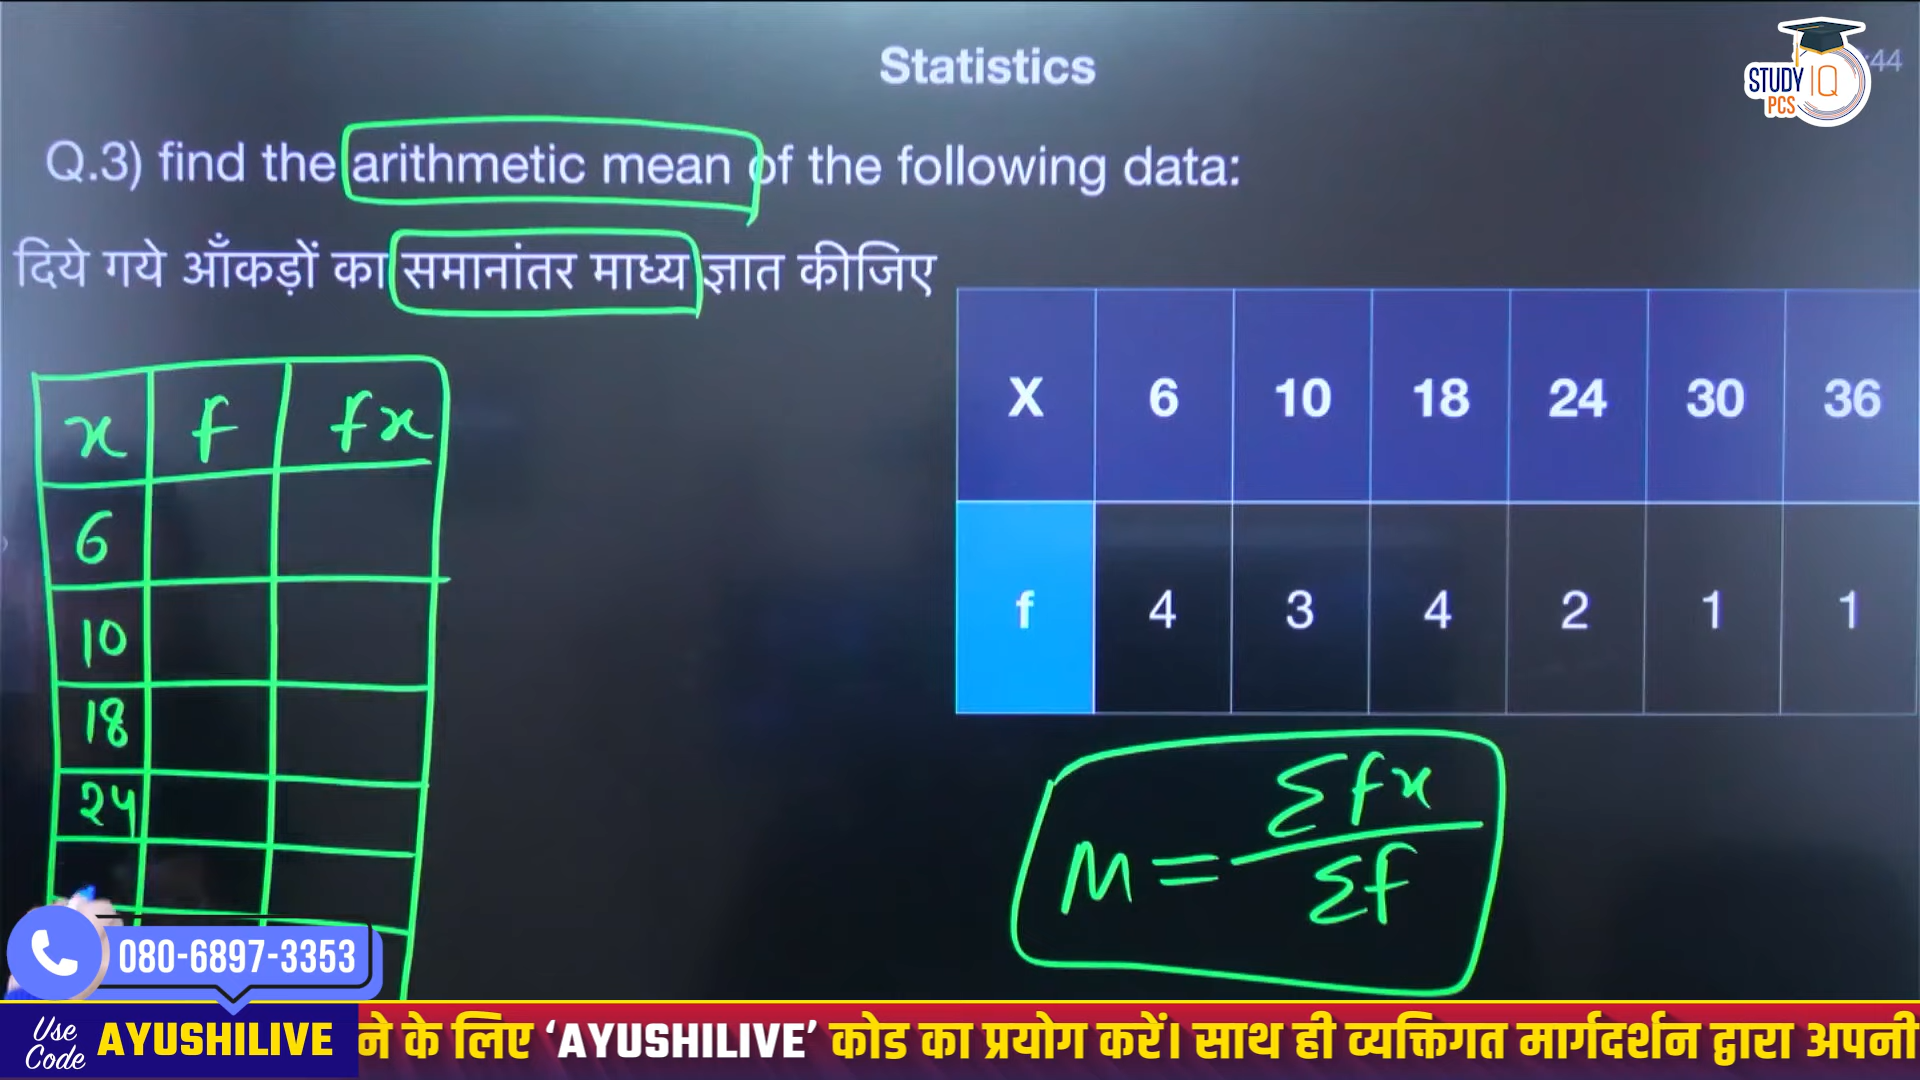 Statistics
:44
STUDY IQ
PCS
Q.3) find the arithmetic mean of the following data:
दिये गये आँकड़ों का समानांतर माध्य ज्ञात कीजिए
X 6 10 18 24 30 36
f 4 3 4 2 1 1
x f fx
6
10
18
24
M = Σfx
Σf
080-6897-3353
Use Code AYUSHILIVE
ने के लिए ‘AYUSHILIVE’ कोड का प्रयोग करें। साथ ही व्यक्तिगत मार्गदर्शन द्वारा अपनी